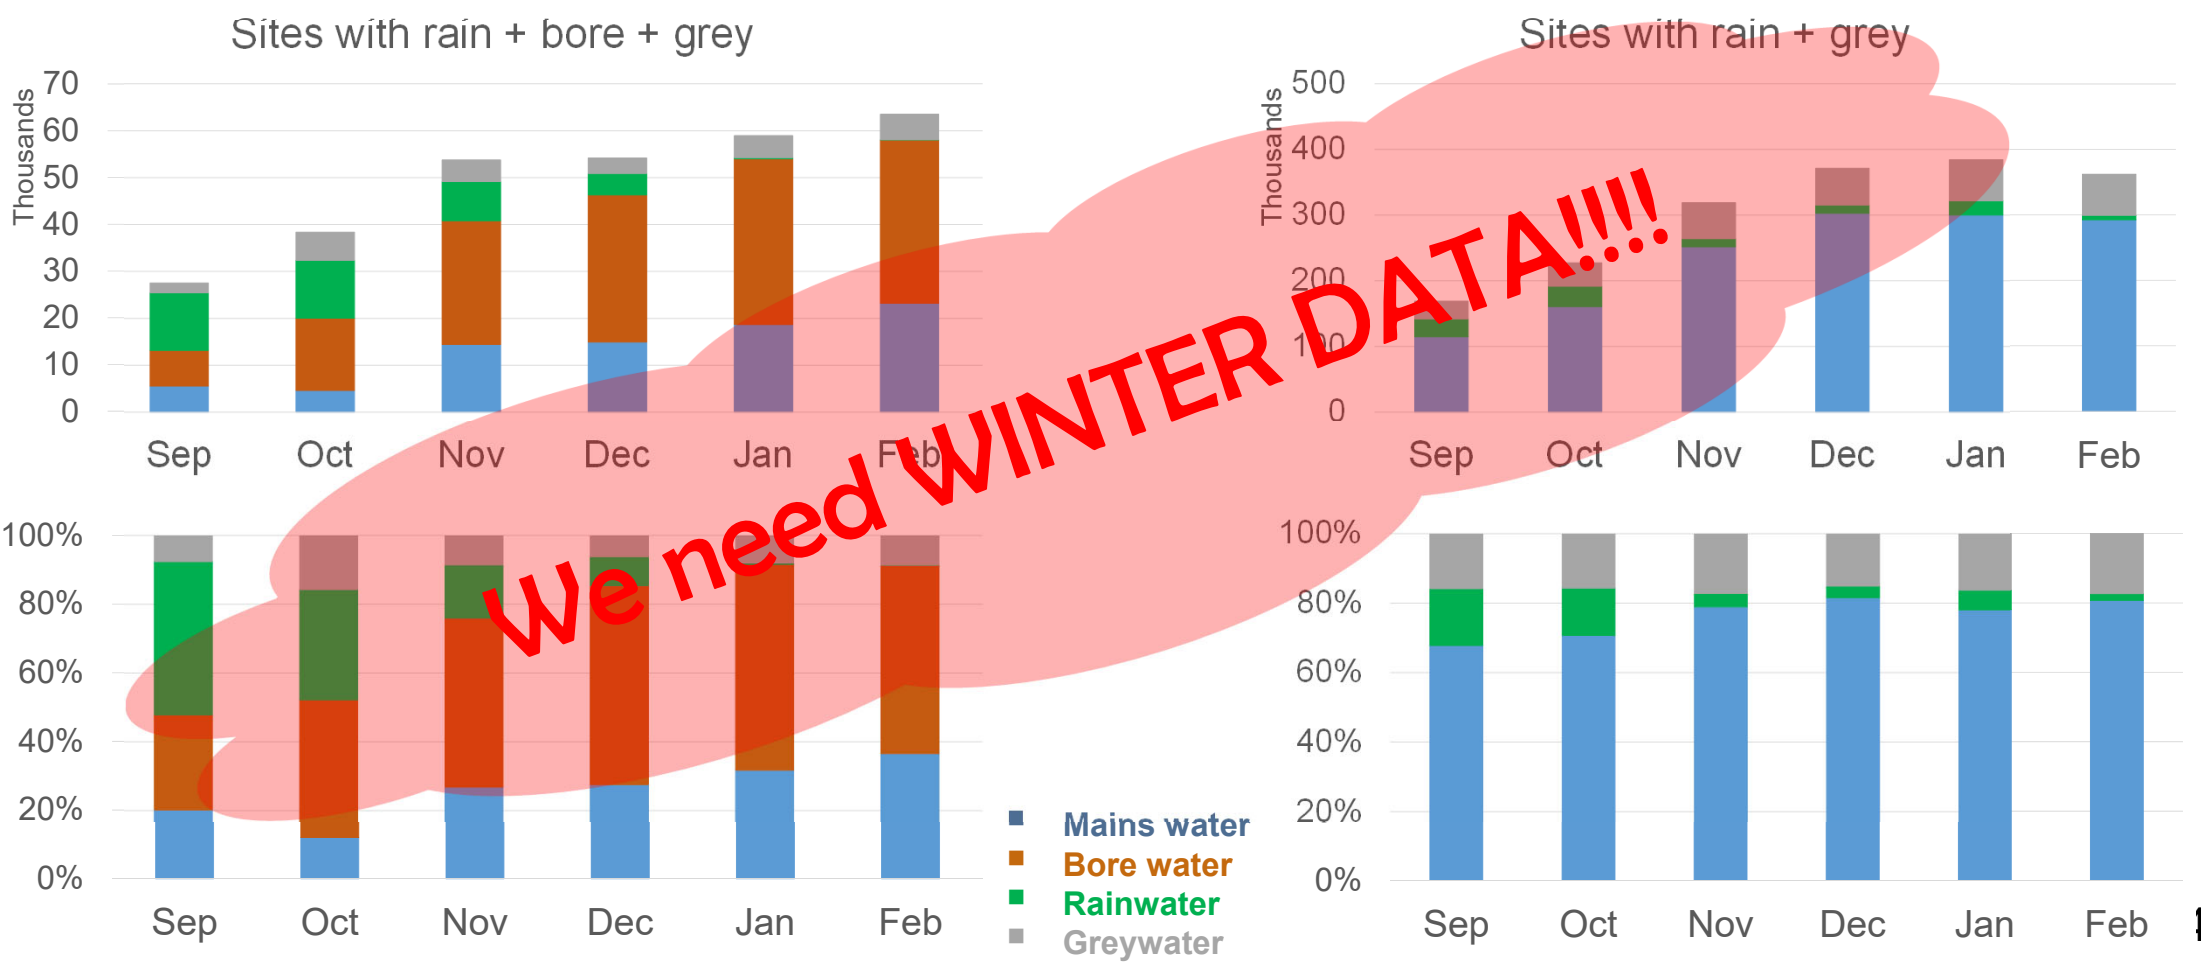 Sites with rain + bore + grey
Thousands
70
60
50
40
30
20
10
0
Sep Oct Nov Dec Jan Feb
Sites with rain + grey
Thousands
500
400
300
200
100
0
Sep Oct Nov Dec Jan Feb
We need WINTER DATA!!!!
100%
80%
60%
40%
20%
0%
Sep Oct Nov Dec Jan Feb
Mains water
Bore water
Rainwater
Greywater
100%
80%
60%
40%
20%
0%
Sep Oct Nov Dec Jan Feb